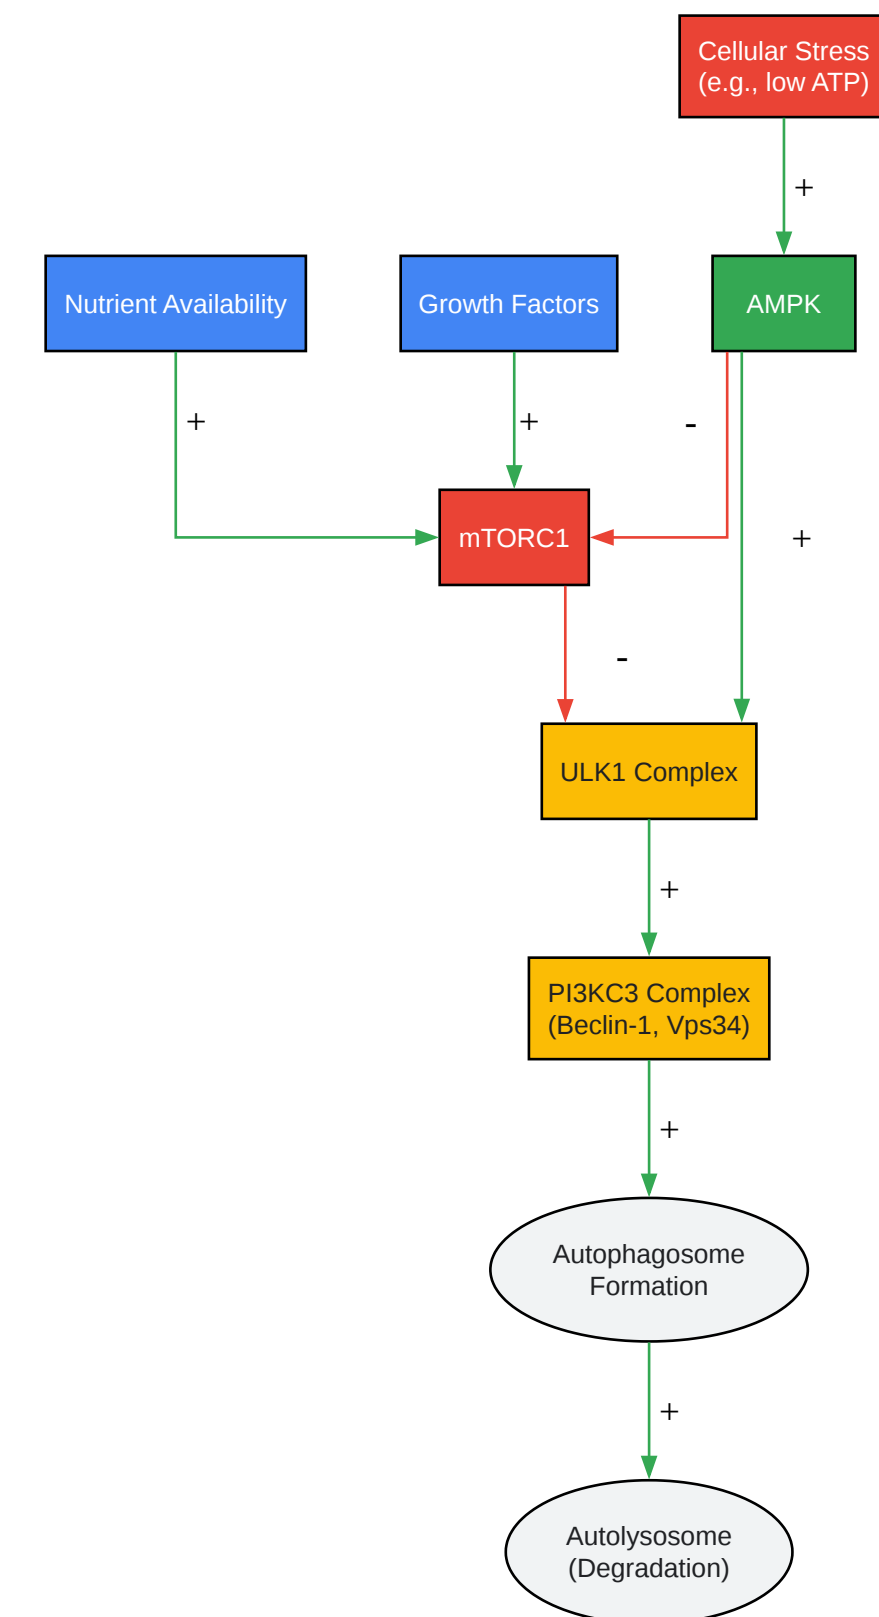 Cellular Stress
(e.g., low ATP)
+
Nutrient Availability
Growth Factors
AMPK
+
+
-
mTORC1
+
-
ULK1 Complex
+
PI3KC3 Complex
(Beclin-1, Vps34)
+
Autophagosome
Formation
+
Autolysosome
(Degradation)